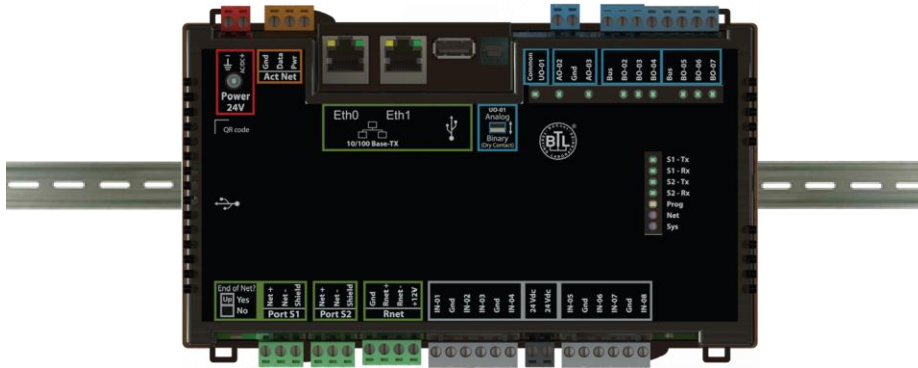 AC/DC+
Power
24V
Gnd
Data
Pwr
Act Net
Eth0 Eth1
10/100 Base-TX
UO-01
Analog
Binary
(Dry Contact)
Common
UO-01
AO-02
Gnd
AO-03
Bus
BO-02
BO-03
BO-04
Bus
BO-05
BO-06
BO-07
QR code
BTL
S1 - Tx
S1 - Rx
S2 - Tx
S2 - Rx
Prog
Net
Sys
End of Net?
Up Yes
No
Net +
Net -
Shield
Port S1
Net +
Net -
Shield
Port S2
Gnd
Rnet +
Rnet -
+12V
Rnet
IN-01
Gnd
IN-02
IN-03
Gnd
IN-04
24 Vdc
24 Vdc
IN-05
Gnd
IN-06
IN-07
Gnd
IN-08